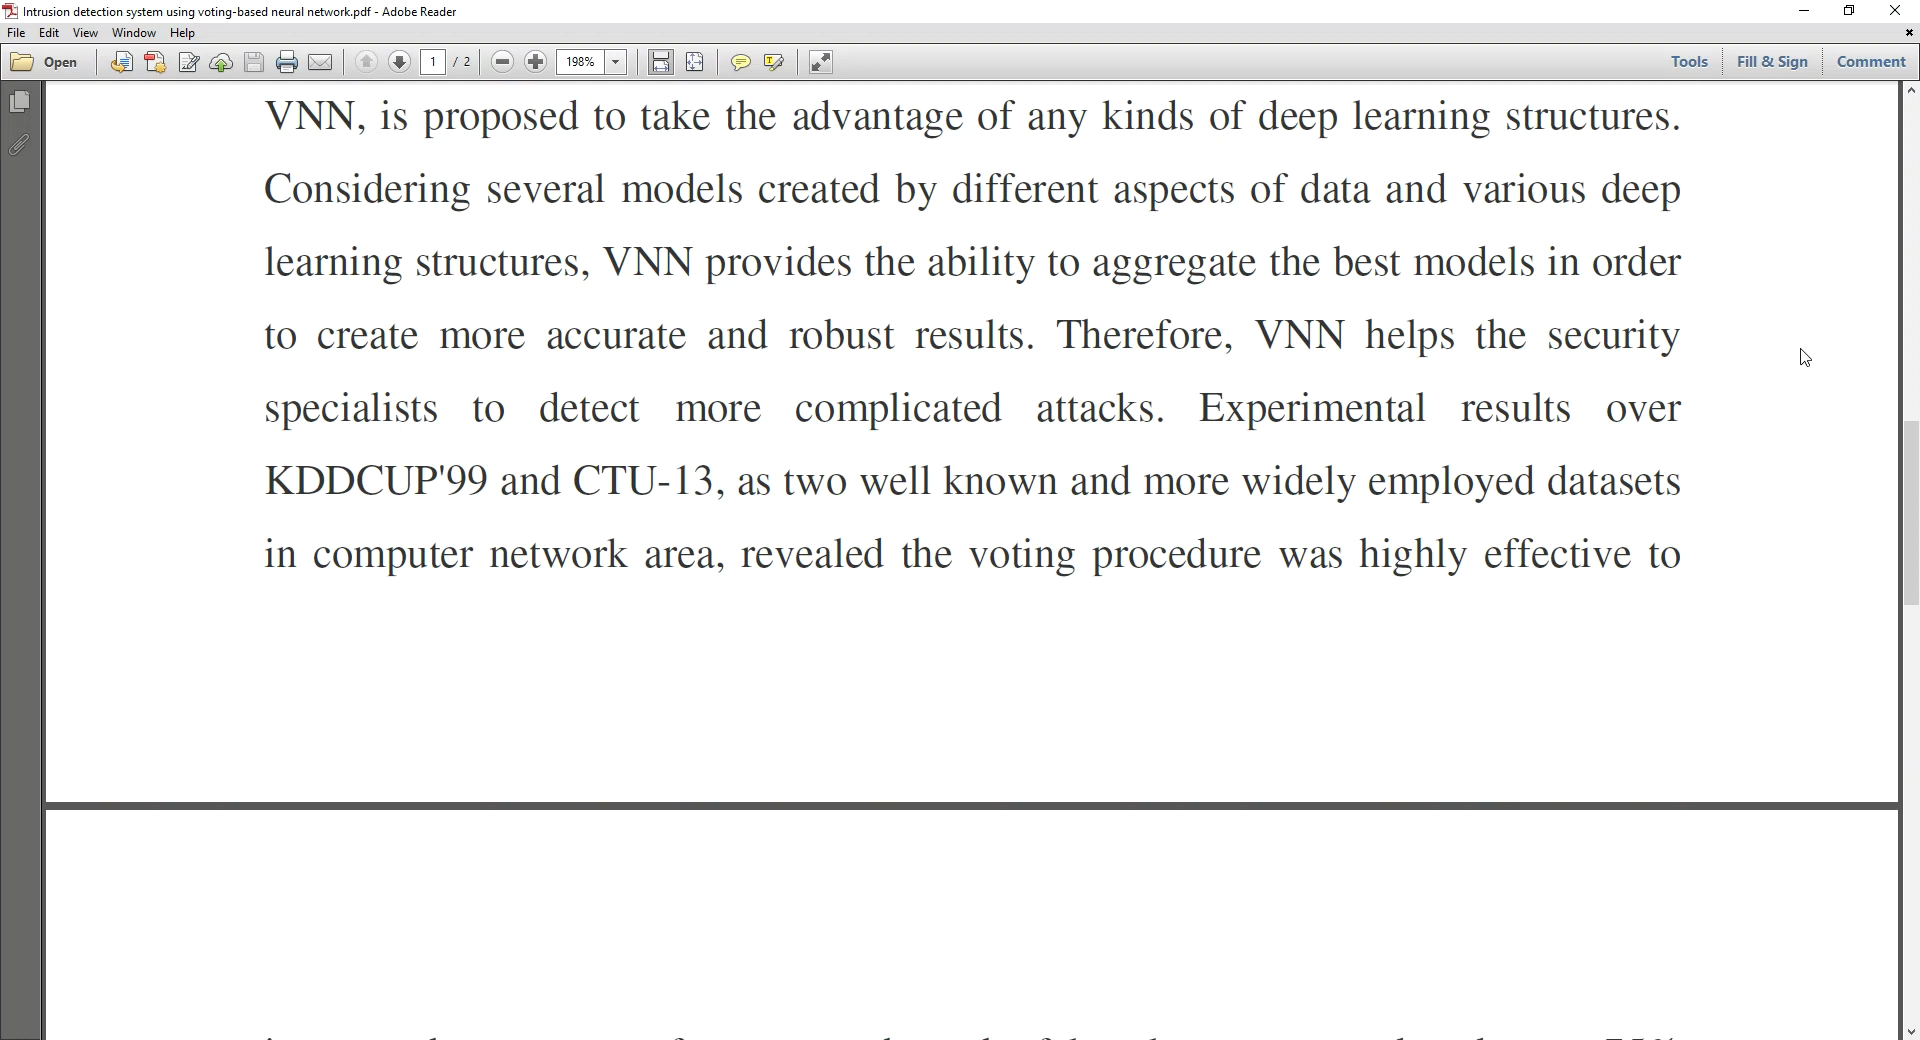 Intrusion detection system using voting-based neural network.pdf - Adobe Reader
File Edit View Window Help
Open 1 / 2 198% Tools Fill & Sign Comment
VNN, is proposed to take the advantage of any kinds of deep learning structures.
Considering several models created by different aspects of data and various deep
learning structures, VNN provides the ability to aggregate the best models in order
to create more accurate and robust results. Therefore, VNN helps the security
specialists to detect more complicated attacks. Experimental results over
KDDCUP'99 and CTU-13, as two well known and more widely employed datasets
in computer network area, revealed the voting procedure was highly effective to